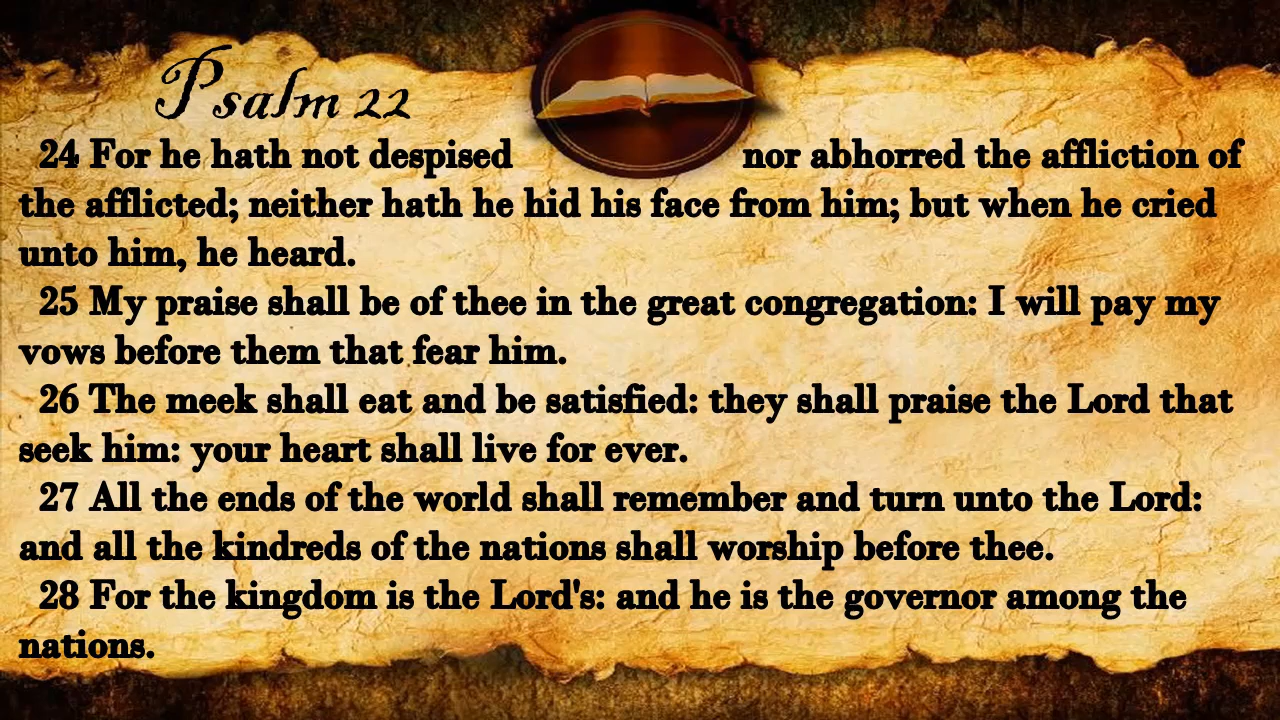 Psalm 22
24 For he hath not despised nor abhorred the affliction of
the afflicted; neither hath he hid his face from him; but when he cried
unto him, he heard.
25 My praise shall be of thee in the great congregation: I will pay my
vows before them that fear him.
26 The meek shall eat and be satisfied: they shall praise the Lord that
seek him: your heart shall live for ever.
27 All the ends of the world shall remember and turn unto the Lord:
and all the kindreds of the nations shall worship before thee.
28 For the kingdom is the Lord's: and he is the governor among the
nations.